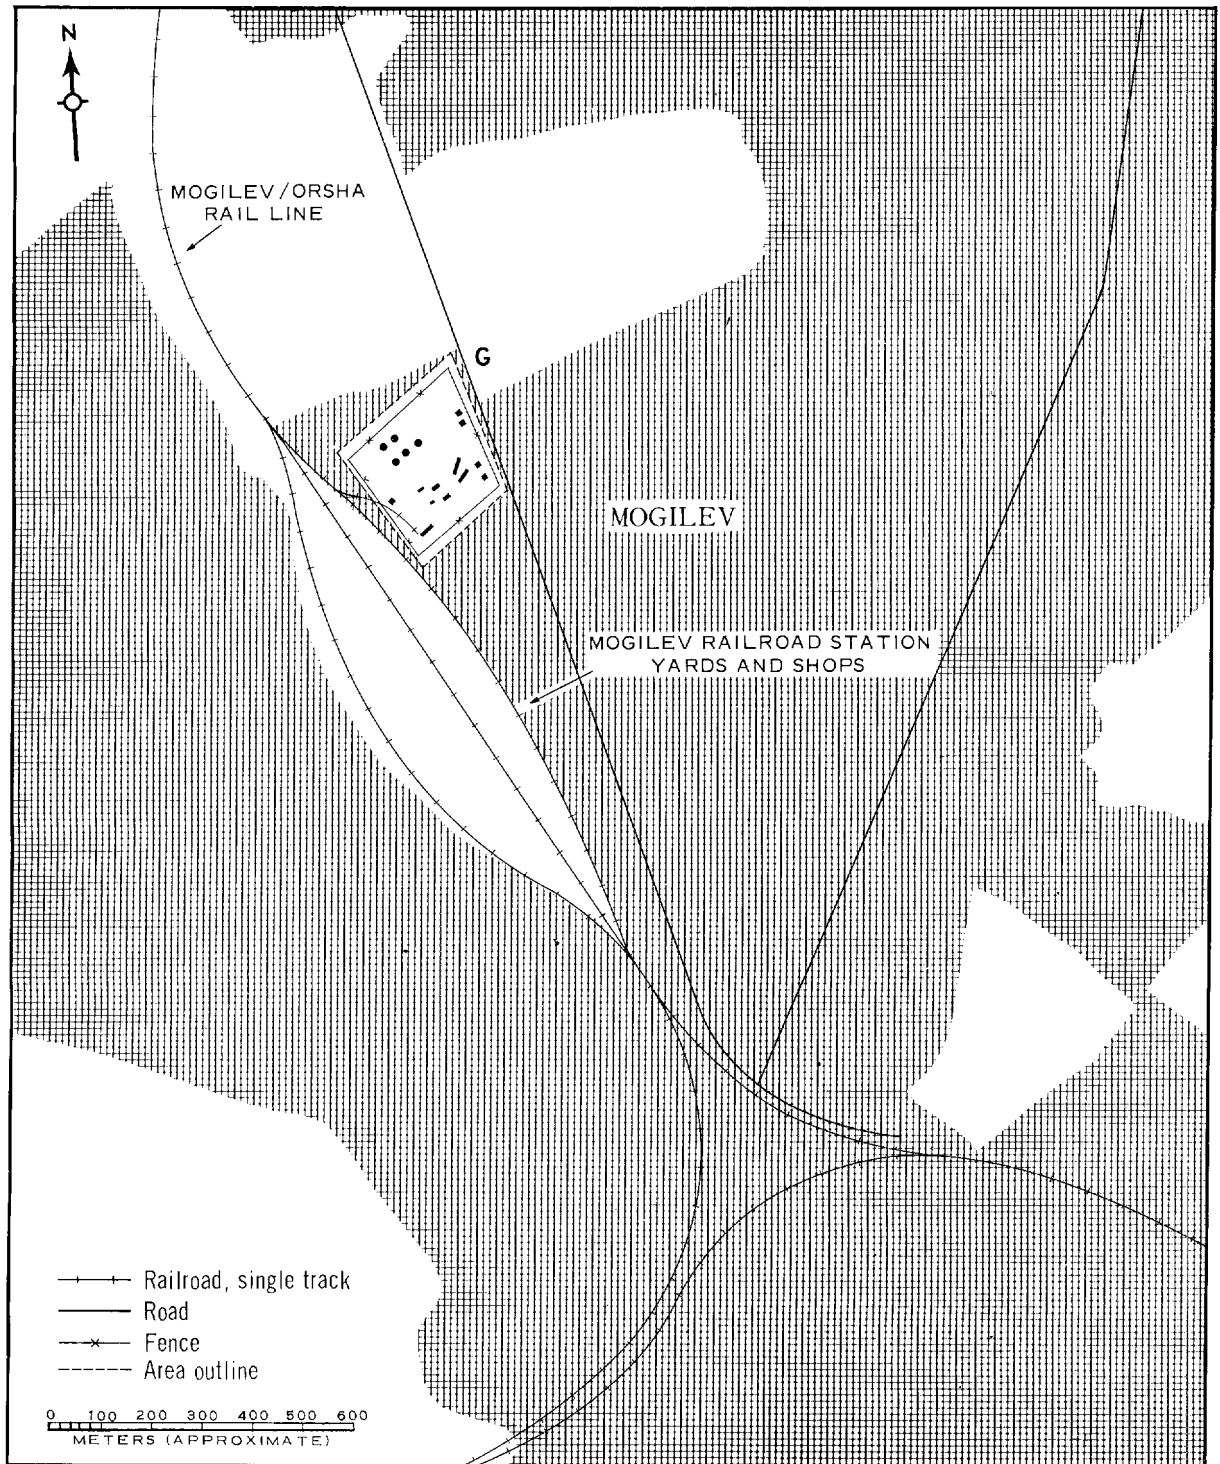 N
MOGILEV/ORSHA
RAIL LINE
G
MOGILEV
MOGILEV RAILROAD STATION
YARDS AND SHOPS
Railroad, single track
Road
Fence
Area outline
0 100 200 300 400 500 600
METERS (APPROXIMATE)